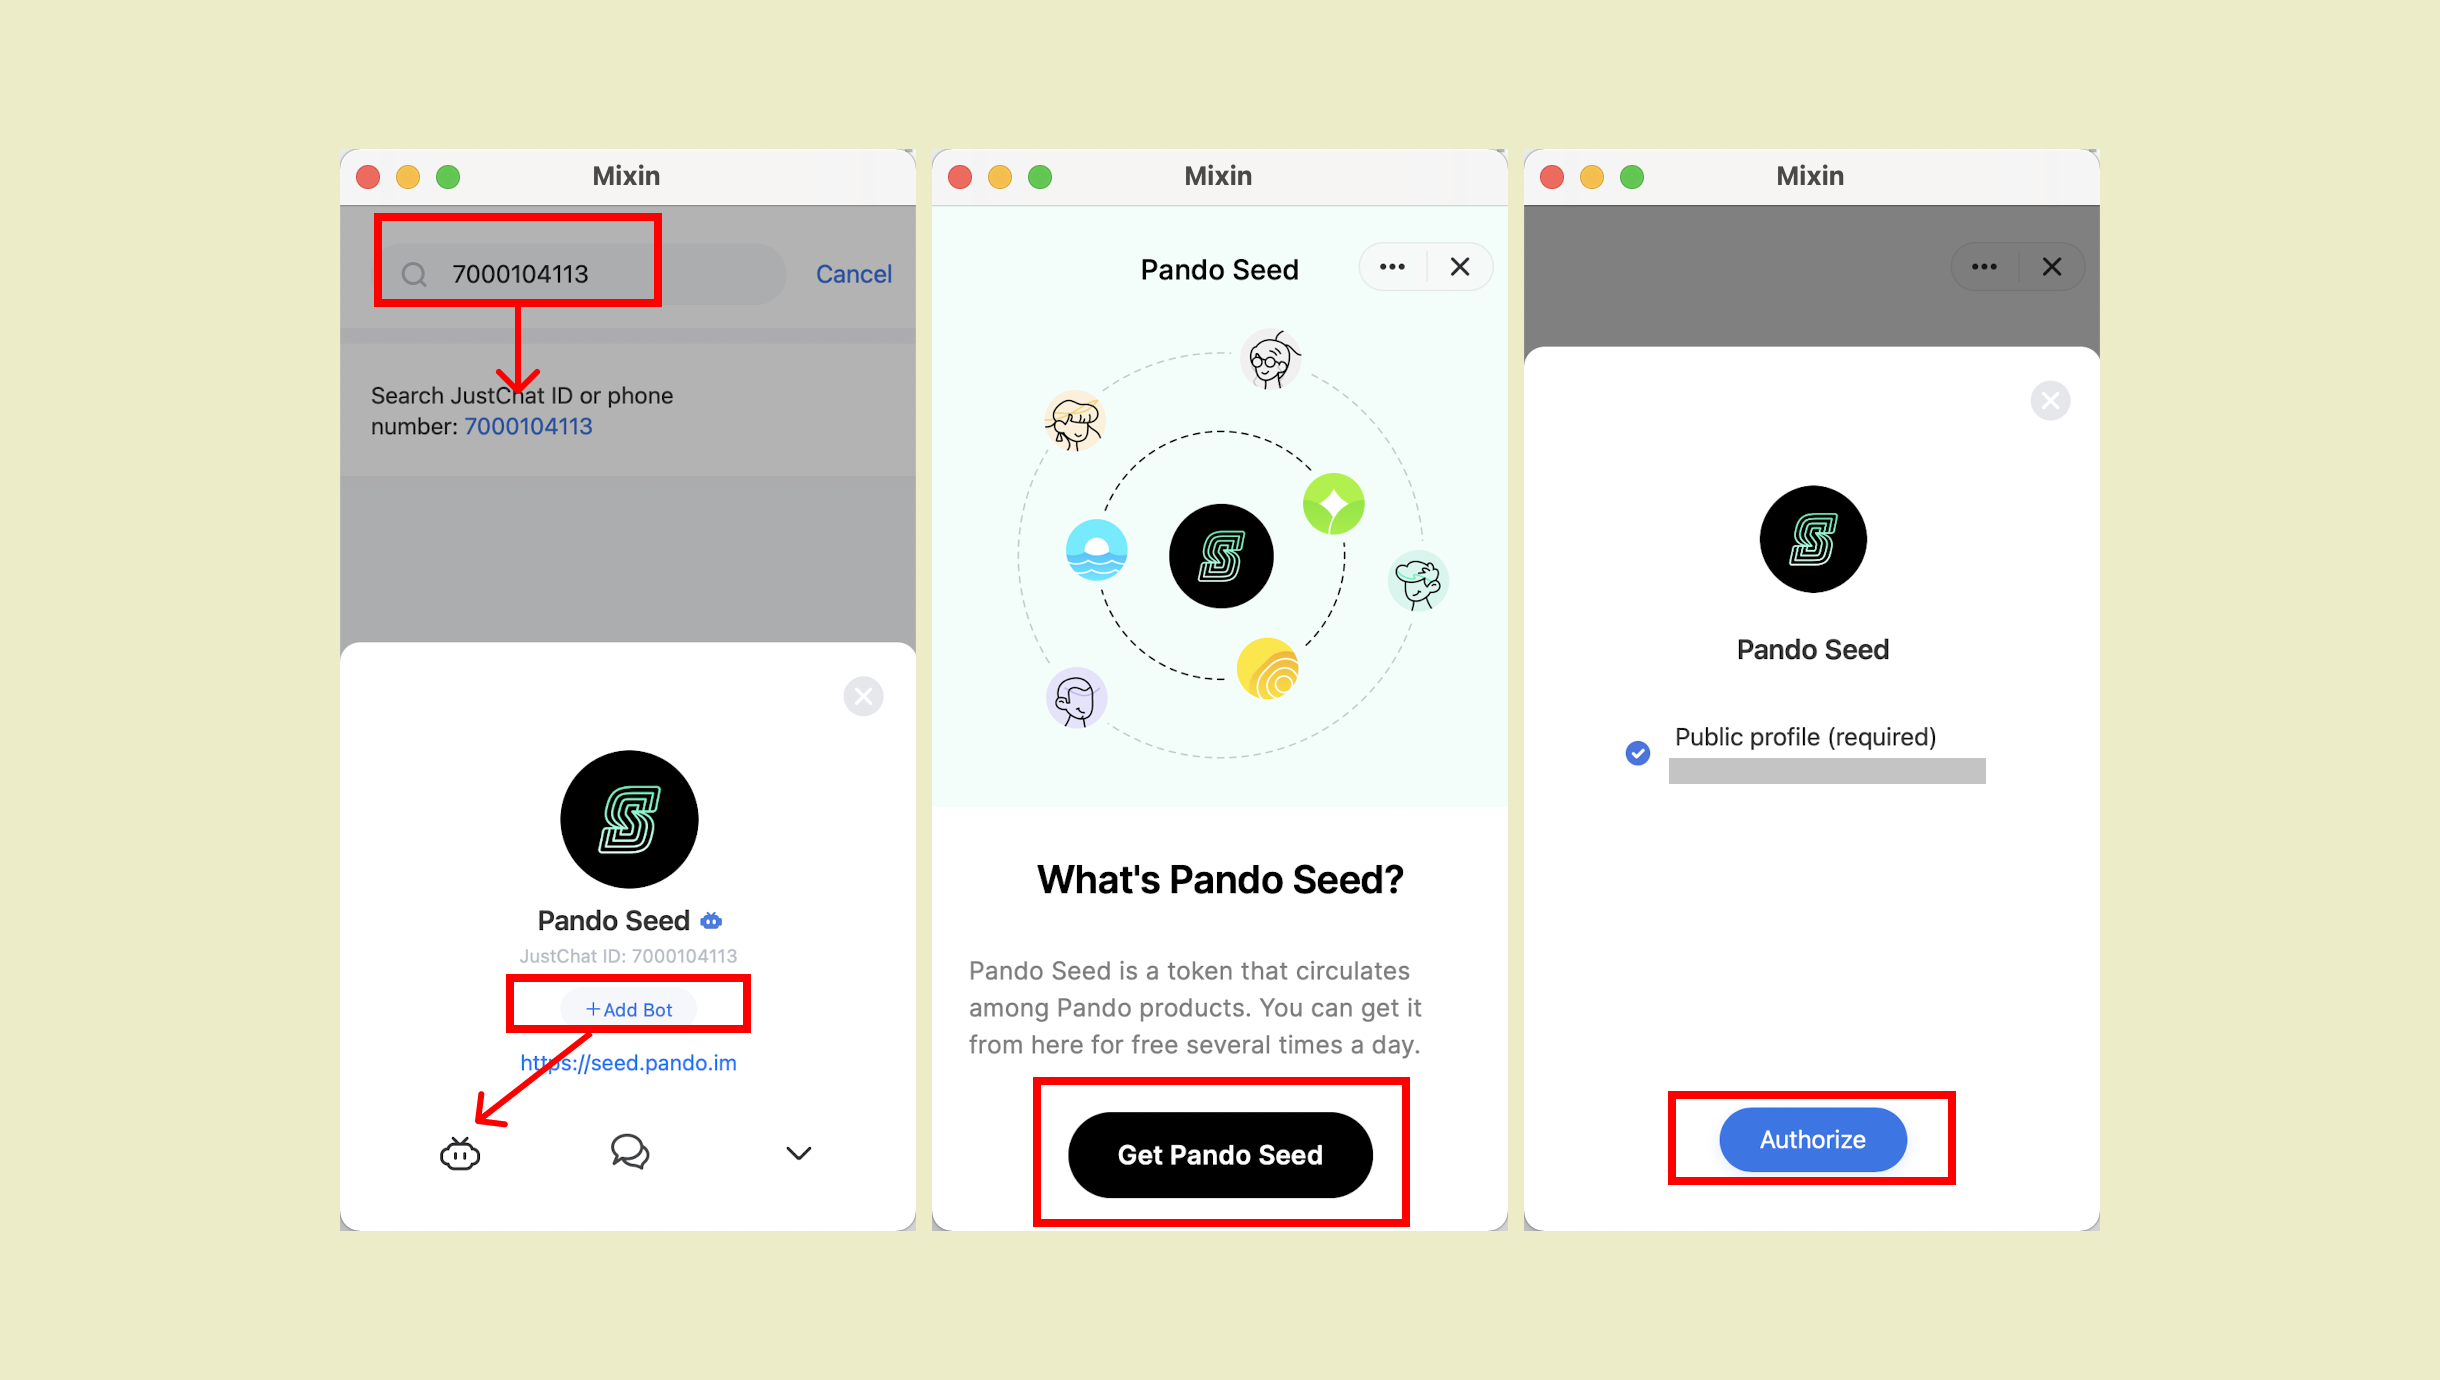 Mixin
7000104113
Cancel
Search JustChat ID or phone
number: 7000104113
Pando Seed
JustChat ID: 7000104113
+Add Bot
https://seed.pando.im
Mixin
Pando Seed
What's Pando Seed?
Pando Seed is a token that circulates
among Pando products. You can get it
from here for free several times a day.
Get Pando Seed
Mixin
Pando Seed
Public profile (required)
Authorize